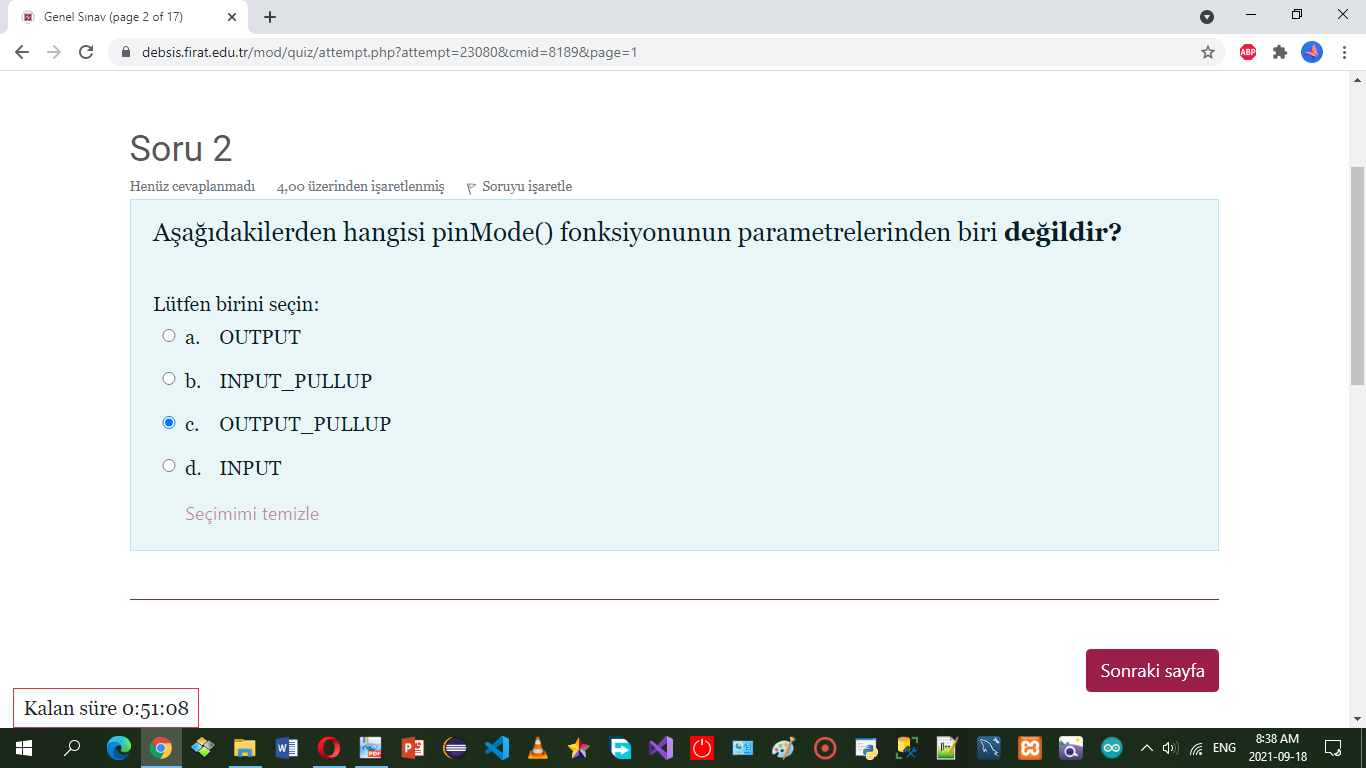 Genel Sınav (page 2 of 17)
debsis.firat.edu.tr/mod/quiz/attempt.php?attempt=23080&cmid=8189&page=1
ABP
Soru 2
Henüz cevaplanmadı 4,00 üzerinden işaretlenmiş Soruyu işaretle
Aşağıdakilerden hangisi pinMode() fonksiyonunun parametrelerinden biri değildir?
Lütfen birini seçin:
a. OUTPUT
b. INPUT_PULLUP
c. OUTPUT_PULLUP
d. INPUT
Seçimimi temizle
Sonraki sayfa
Kalan süre 0:51:08
ENG
8:38 AM
2021-09-18